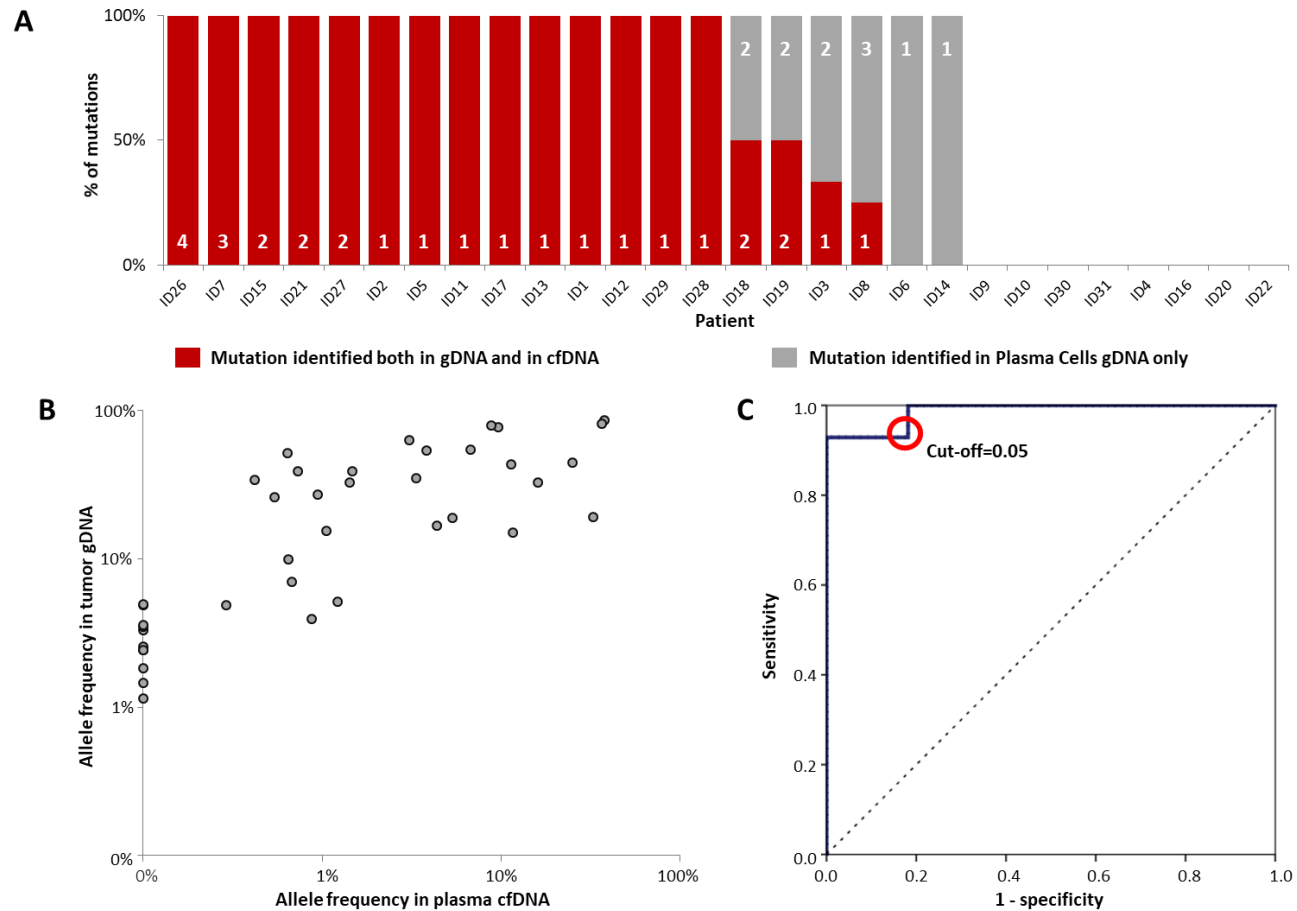 A
% of mutations
100%
50%
0%
2 2 2 3 1 1
4 3 2 2 2 1 1 1 1 1 1 1 1 1 2 2 1 1
ID26 ID7 ID15 ID21 ID27 ID2 ID5 ID11 ID17 ID13 ID1 ID12 ID29 ID28 ID18 ID19 ID3 ID8 ID6 ID14 ID9 ID10 ID30 ID31 ID4 ID16 ID20 ID22
Patient
Mutation identified both in gDNA and in cfDNA
Mutation identified in Plasma Cells gDNA only
B
Allele frequency in tumor gDNA
100%
10%
1%
0%
0% 1% 10% 100%
Allele frequency in plasma cfDNA
C
Sensitivity
1.0
0.8
0.6
0.4
0.2
0.0
Cut-off=0.05
0.0 0.2 0.4 0.6 0.8 1.0
1 - specificity